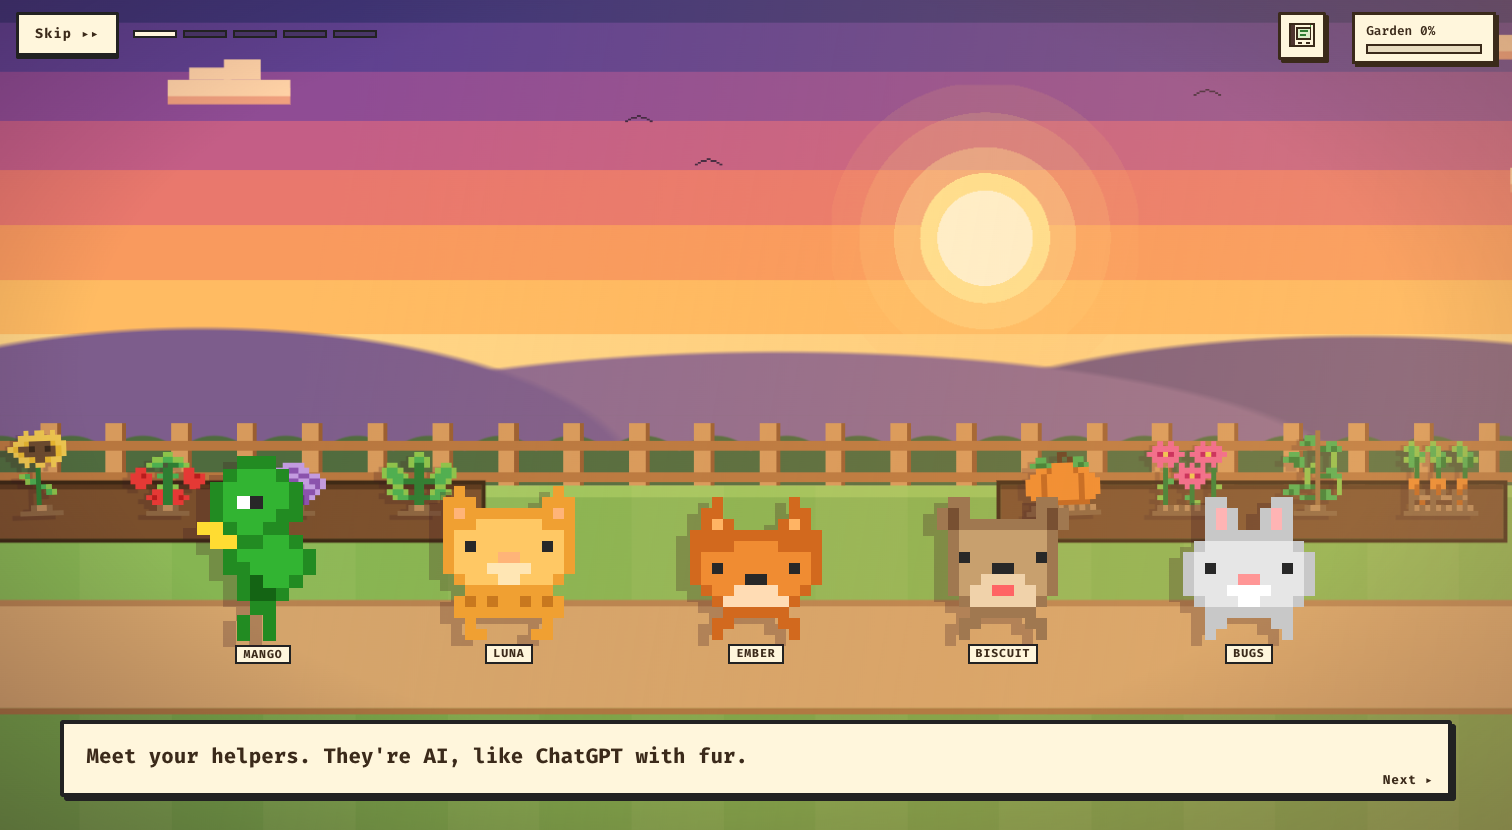 Skip ▸▸
Garden 0%
MANGO
LUNA
EMBER
BISCUIT
BUGS
Meet your helpers. They're AI, like ChatGPT with fur.
Next ▸